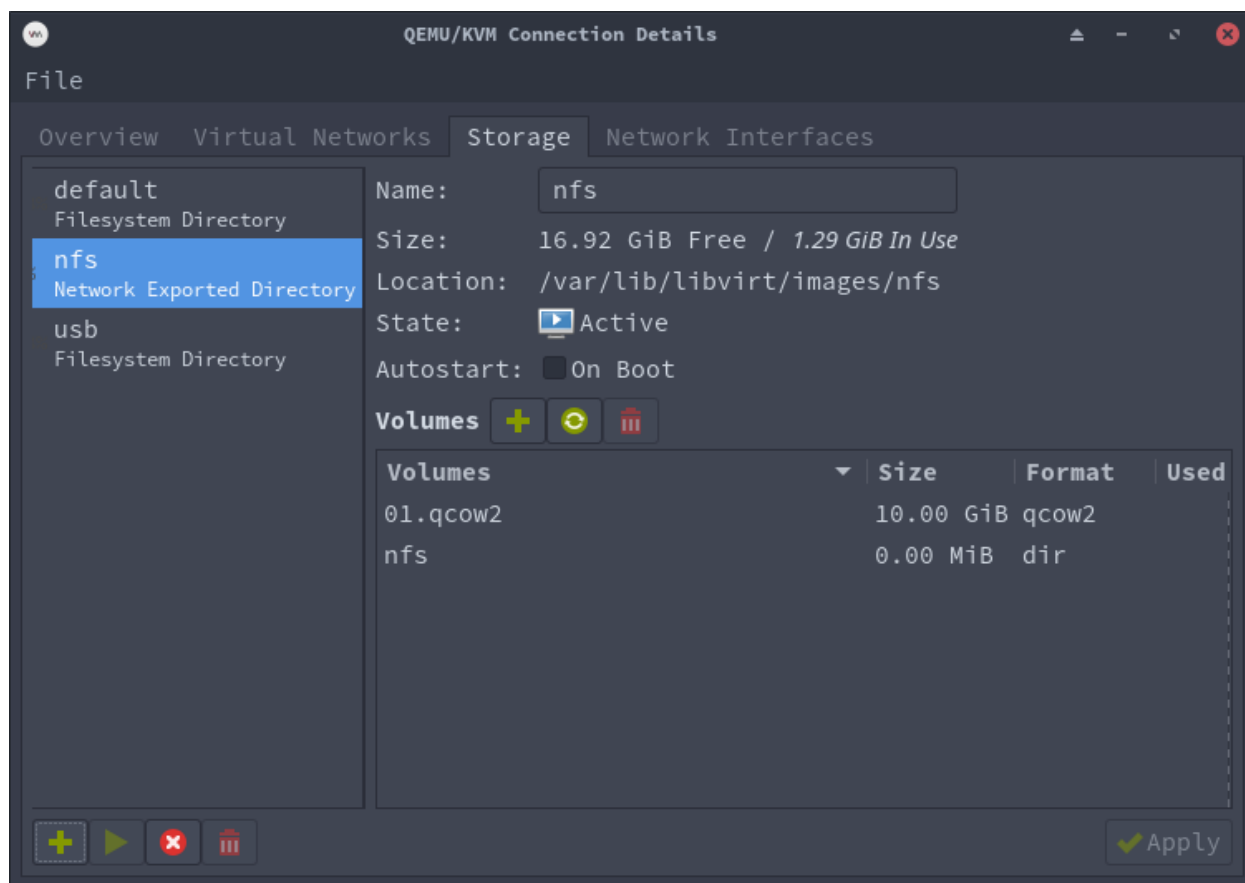 QEMU/KVM Connection Details
File
Overview Virtual Networks Storage Network Interfaces
default
Filesystem Directory
nfs
Network Exported Directory
usb
Filesystem Directory
Name: nfs
Size: 16.92 GiB Free / 1.29 GiB In Use
Location: /var/lib/libvirt/images/nfs
State: Active
Autostart: On Boot
Volumes
Volumes Size Format Used
01.qcow2 10.00 GiB qcow2
nfs 0.00 MiB dir
Apply